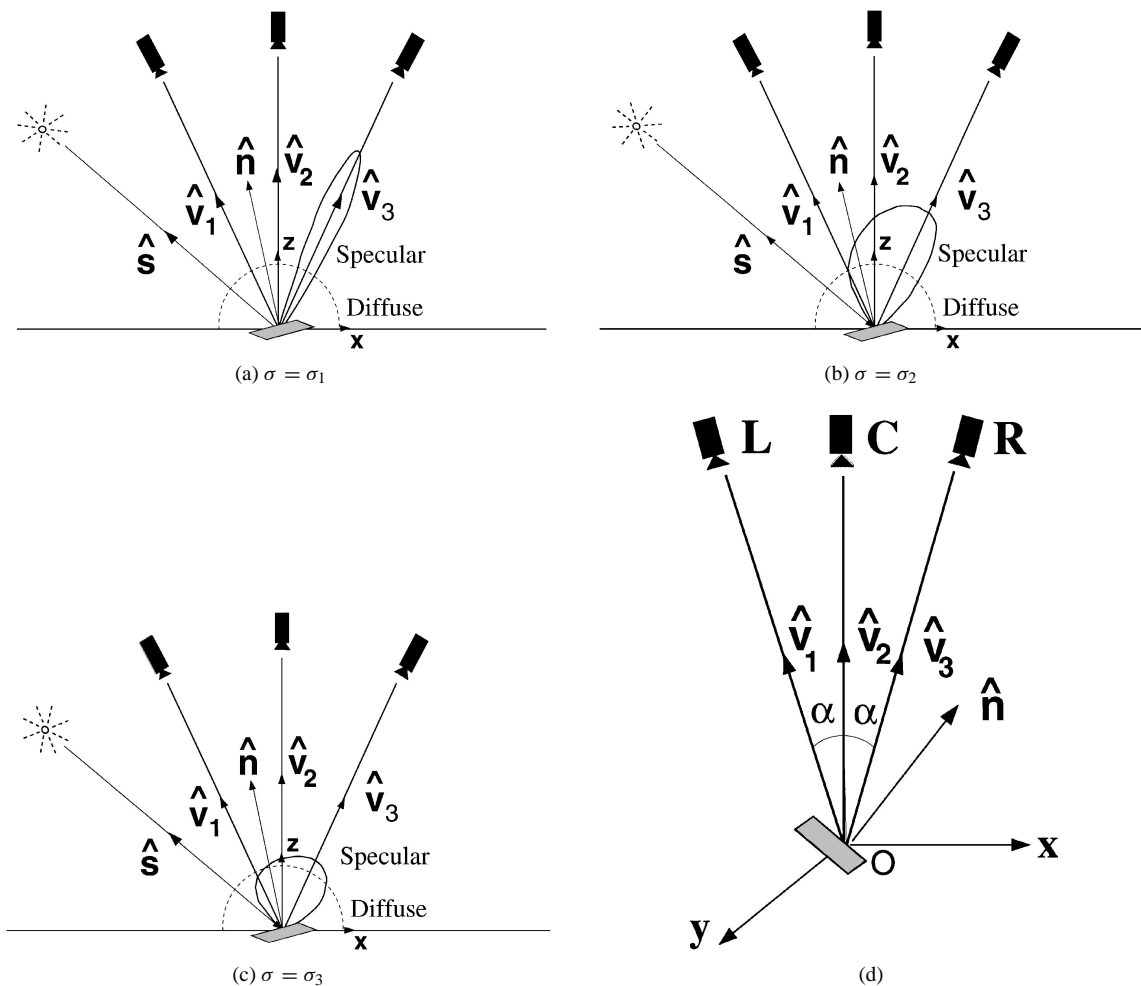 n̂
v̂₂
v̂₁
v̂₃
ŝ
z
Specular
Diffuse
x
(a) σ = σ₁
n̂
v̂₂
v̂₁
v̂₃
ŝ
z
Specular
Diffuse
x
(b) σ = σ₂
n̂
v̂₂
v̂₁
v̂₃
ŝ
z
Specular
Diffuse
x
(c) σ = σ₃
L C R
v̂₁ v̂₂ v̂₃
n̂
α α
O
x
y
(d)